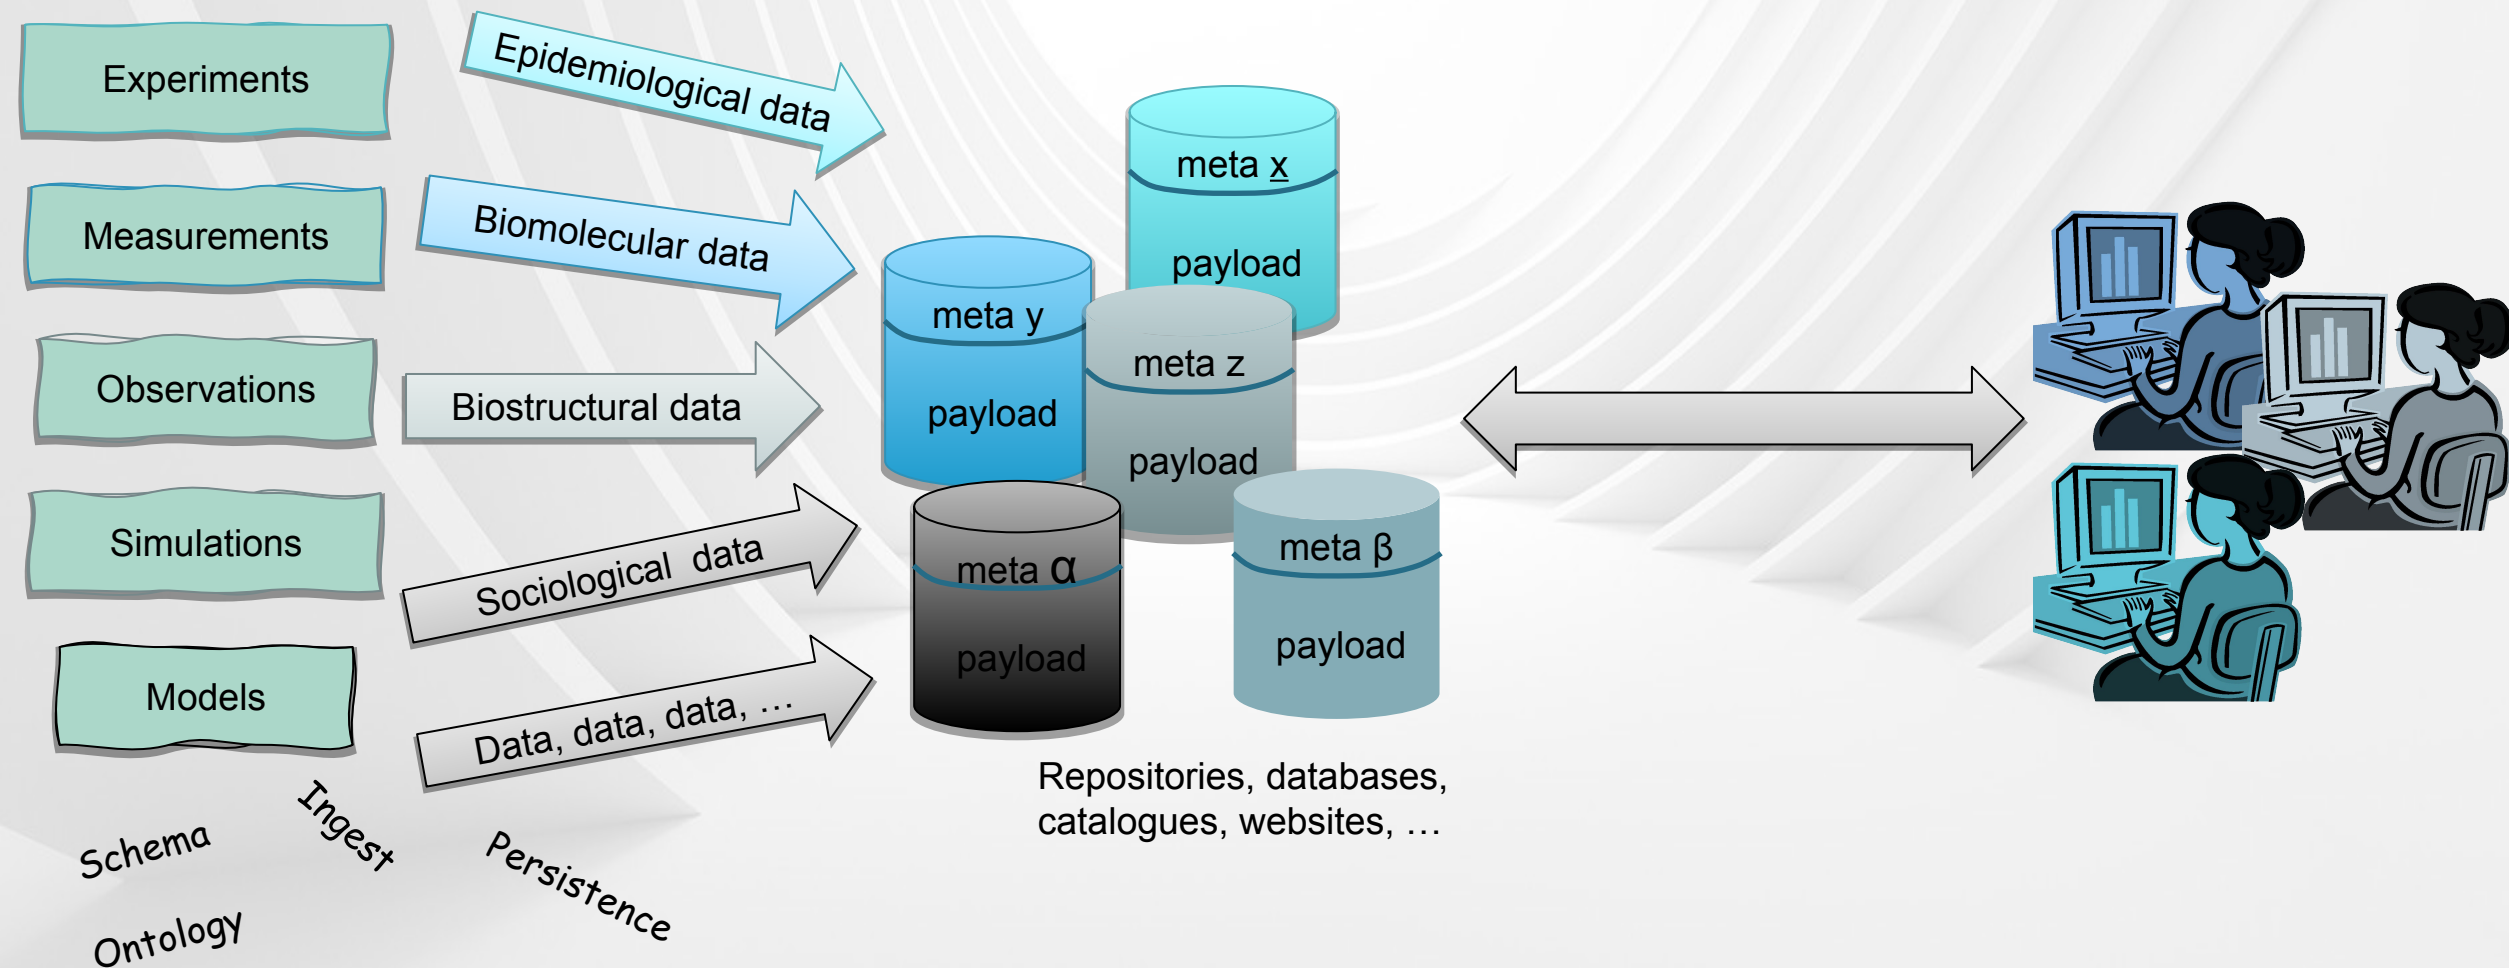 Experiments
Measurements
Observations
Simulations
Models
Epidemiological data
Biomolecular data
Biostructural data
Sociological data
Data, data, data, …
meta x
payload
meta y
payload
meta z
payload
meta α
payload
meta β
payload
Repositories, databases,
catalogues, websites, …
Schema
Ingest
Persistence
Ontology